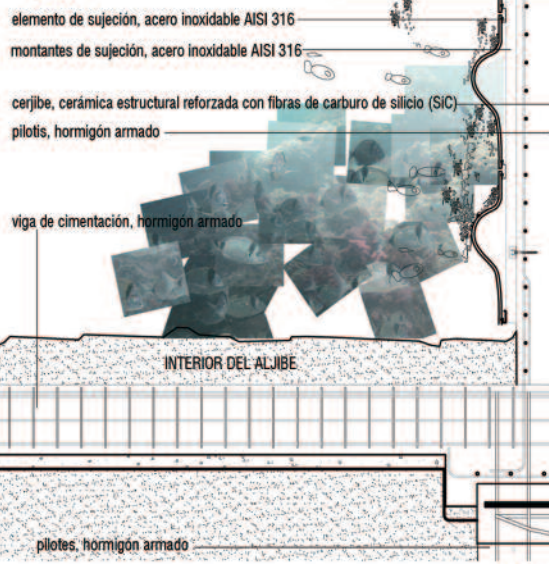 elemento de sujeción, acero inoxidable AISI 316
montantes de sujeción, acero inoxidable AISI 316
cerjibe, cerámica estructural reforzada con fibras de carburo de silicio (SiC)
pilotis, hormigón armado
viga de cimentación, hormigón armado
INTERIOR DEL ALJIBE
pilotes, hormigón armado